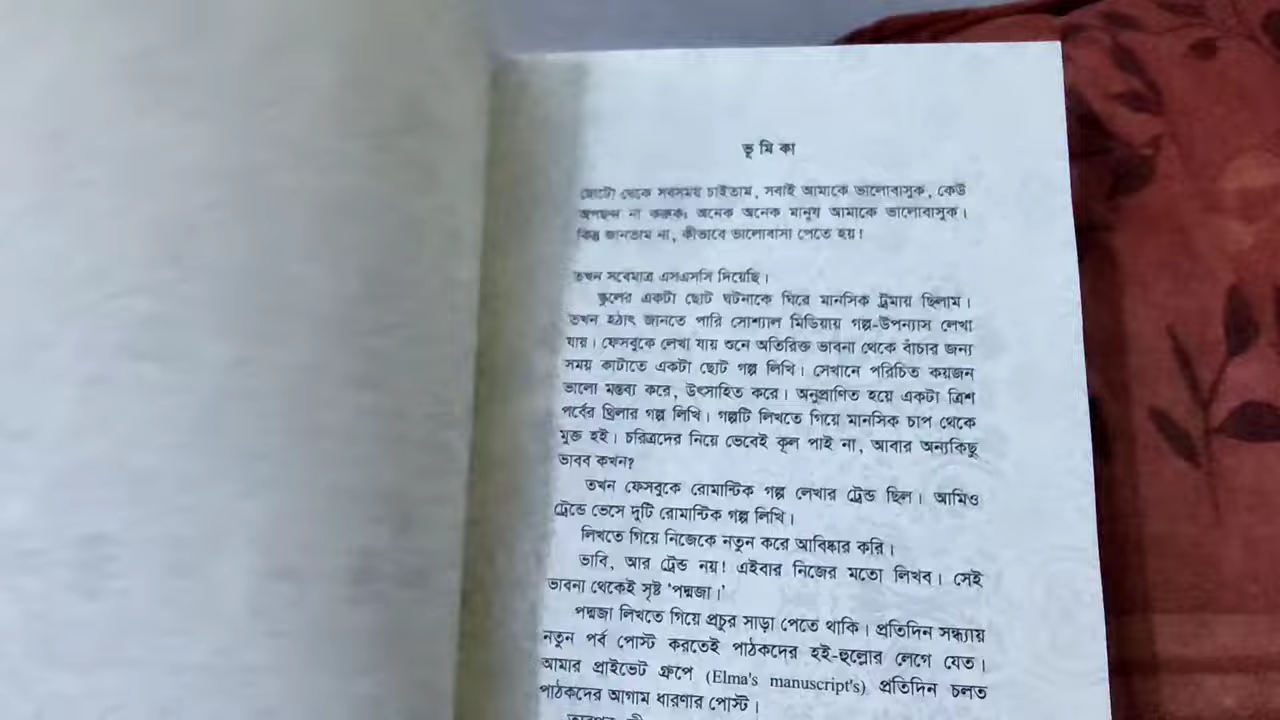 ভূ মি কা
ছোটো থেকে সবসময় চাইতাম, সবাই আমাকে ভালোবাসুক, কেউ
অপছন্দ না করুক। অনেক অনেক মানুষ আমাকে ভালোবাসুক।
কিন্তু জানতাম না, কীভাবে ভালোবাসা পেতে হয়!
তখন সবেমাত্র এসএসসি দিয়েছি।
স্কুলের একটা ছোট ঘটনাকে ঘিরে মানসিক ট্রমায় ছিলাম।
তখন হঠাৎ জানতে পারি সোশ্যাল মিডিয়ায় গল্প-উপন্যাস লেখা
যায়। ফেসবুকে লেখা যায় শুনে অতিরিক্ত ভাবনা থেকে বাঁচার জন্য
সময় কাটাতে একটা ছোট গল্প লিখি। সেখানে পরিচিত কয়জন
ভালো মন্তব্য করে, উৎসাহিত করে। অনুপ্রাণিত হয়ে একটা ত্রিশ
পর্বের থ্রিলার গল্প লিখি। গল্পটি লিখতে গিয়ে মানসিক চাপ থেকে
মুক্ত হই। চরিত্রদের নিয়ে ভেবেই কূল পাই না, আবার অন্যকিছু
ভাবব কখন?
তখন ফেসবুকে রোমান্টিক গল্প লেখার ট্রেন্ড ছিল। আমিও
ট্রেন্ডে ভেসে দুটি রোমান্টিক গল্প লিখি।
লিখতে গিয়ে নিজেকে নতুন করে আবিষ্কার করি।
ভাবি, আর ট্রেন্ড নয়! এইবার নিজের মতো লিখব। সেই
ভাবনা থেকেই সৃষ্ট 'পদ্মজা।'
পদ্মজা লিখতে গিয়ে প্রচুর সাড়া পেতে থাকি। প্রতিদিন সন্ধ্যায়
নতুন পর্ব পোস্ট করতেই পাঠকদের হই-হুল্লোর লেগে যেত।
আমার প্রাইভেট গ্রুপে (Elma's manuscript's) প্রতিদিন চলত
পাঠকদের আগাম ধারণার পোস্ট।